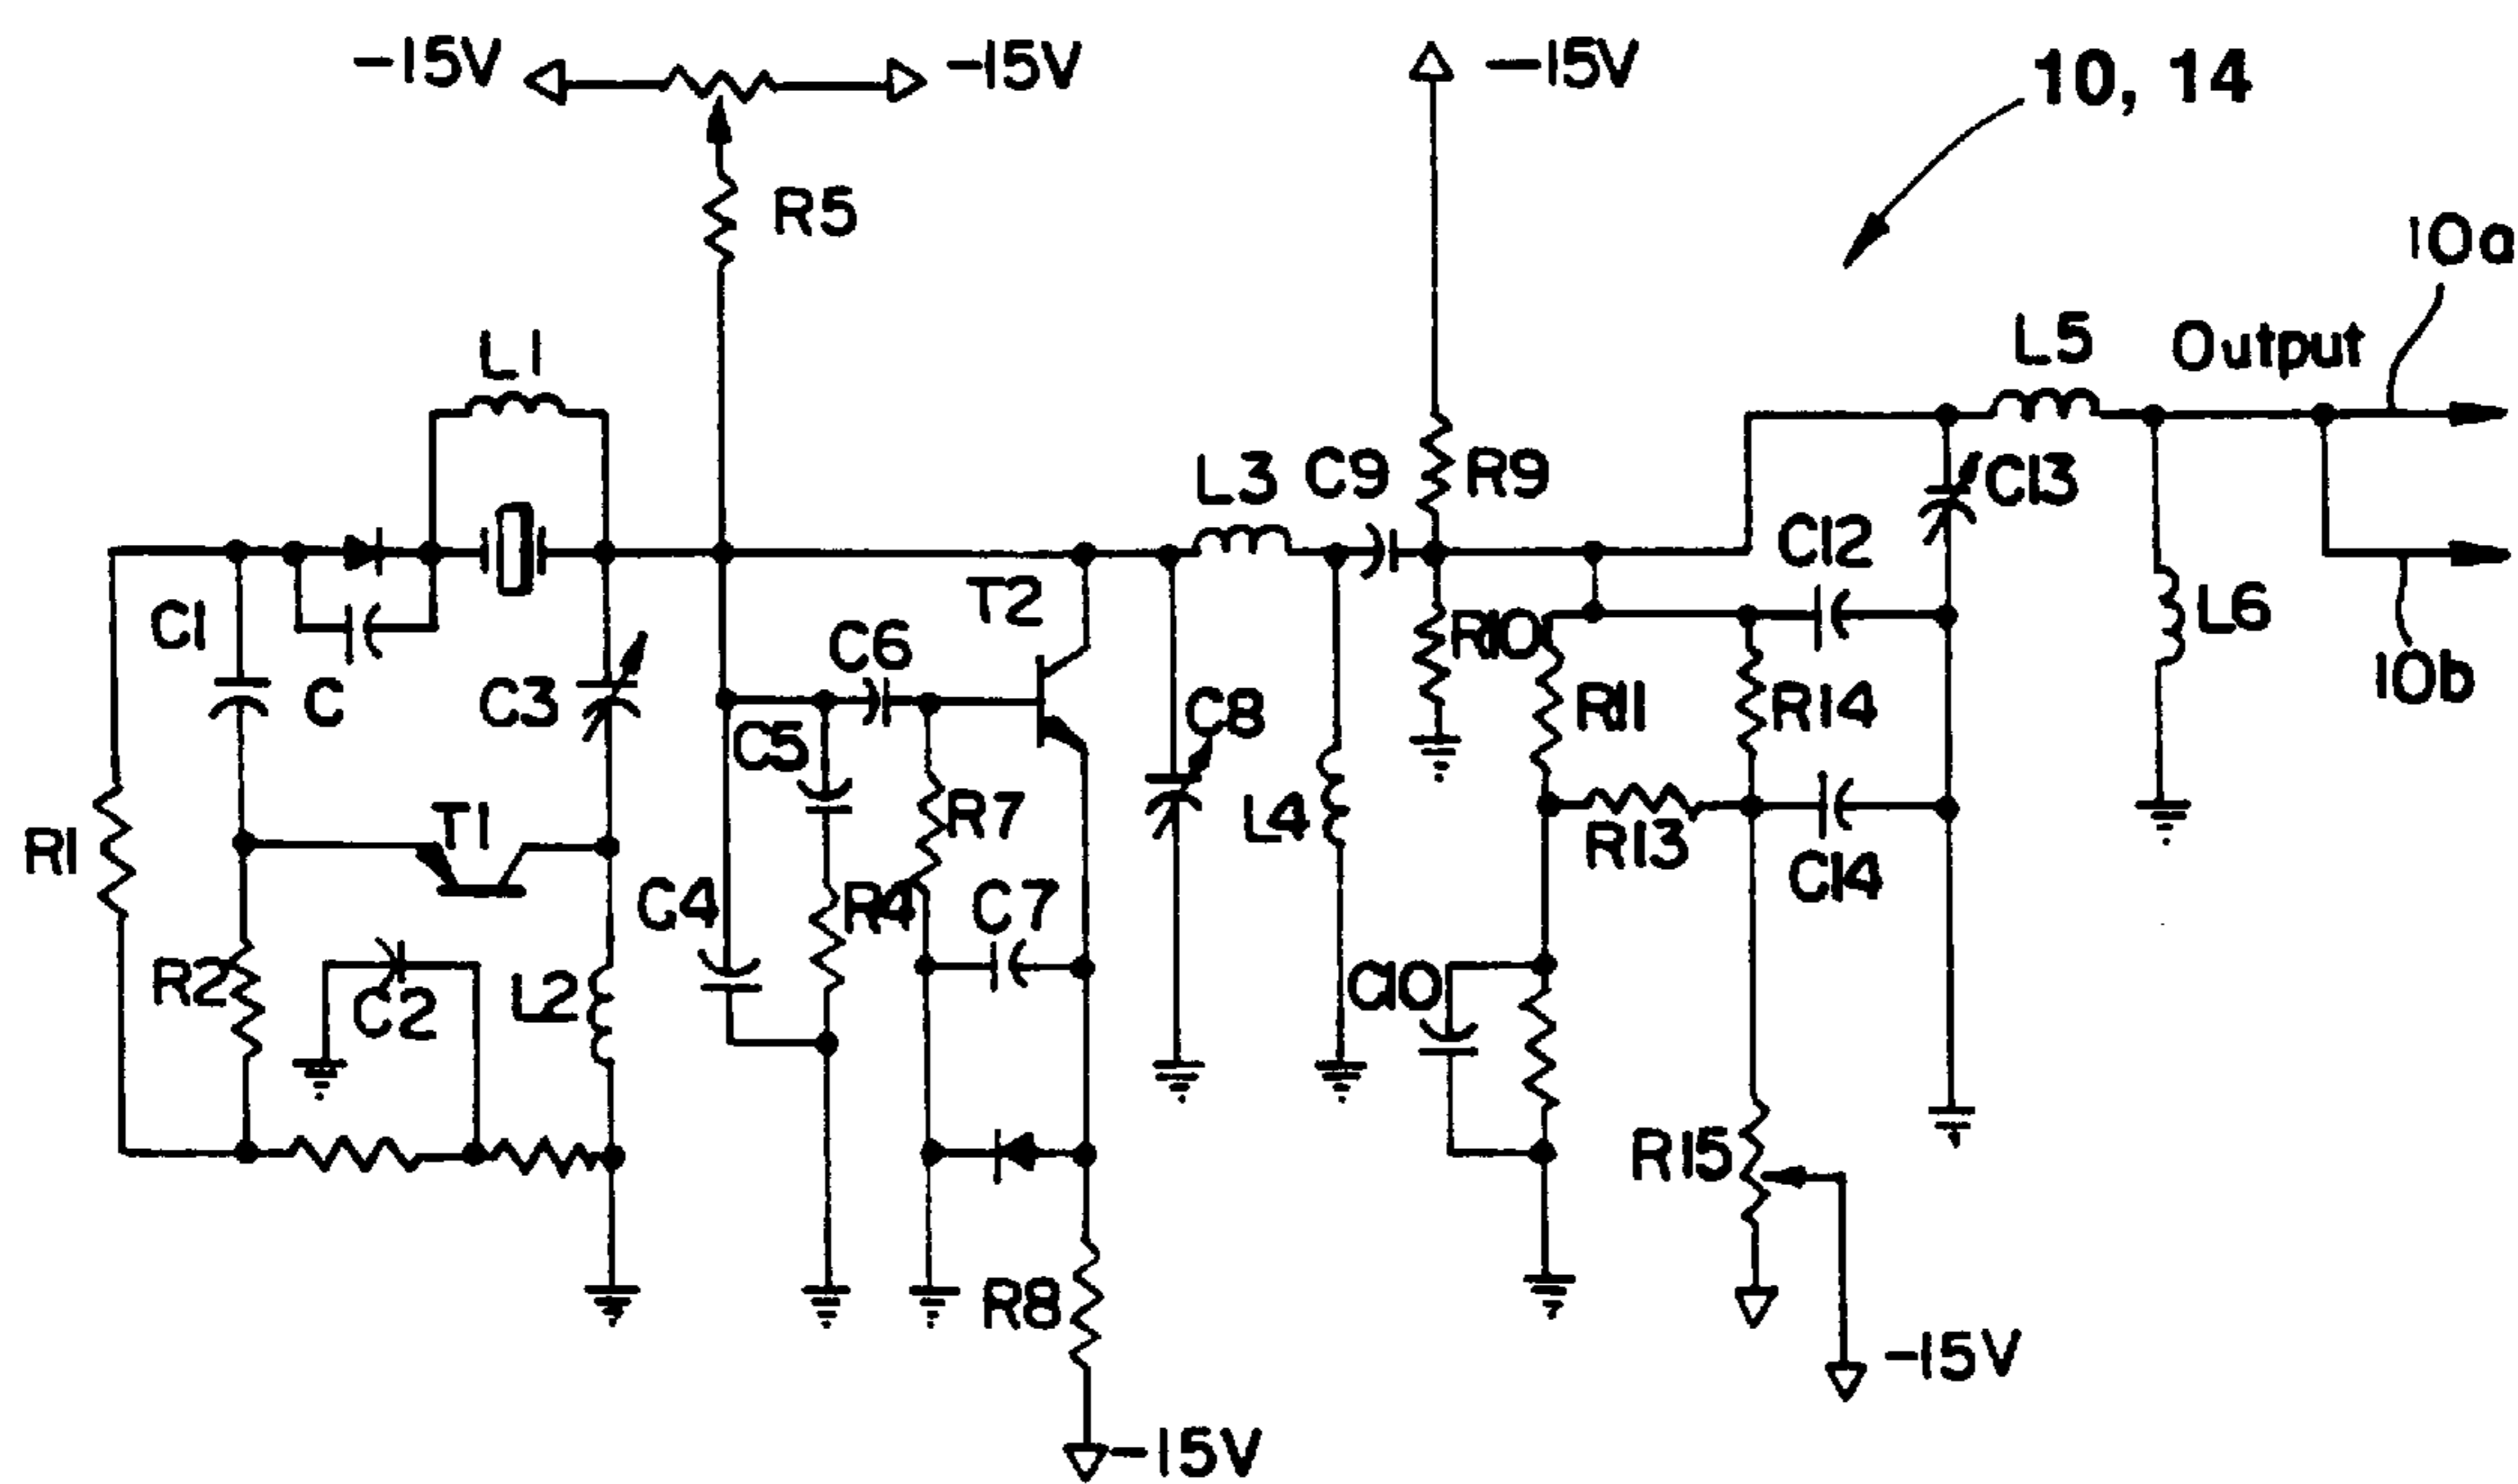 -15V
-15V
-15V
10, 14
R5
10a
L1
L5
Output
L3
C9
R9
C13
C12
T2
C1
C6
R10
L6
10b
C
C3
C8
R11
R14
C5
T1
R7
L4
R13
R1
C4
R4
C7
C14
R2
C2
L2
C10
R15
R8
-15V
-15V